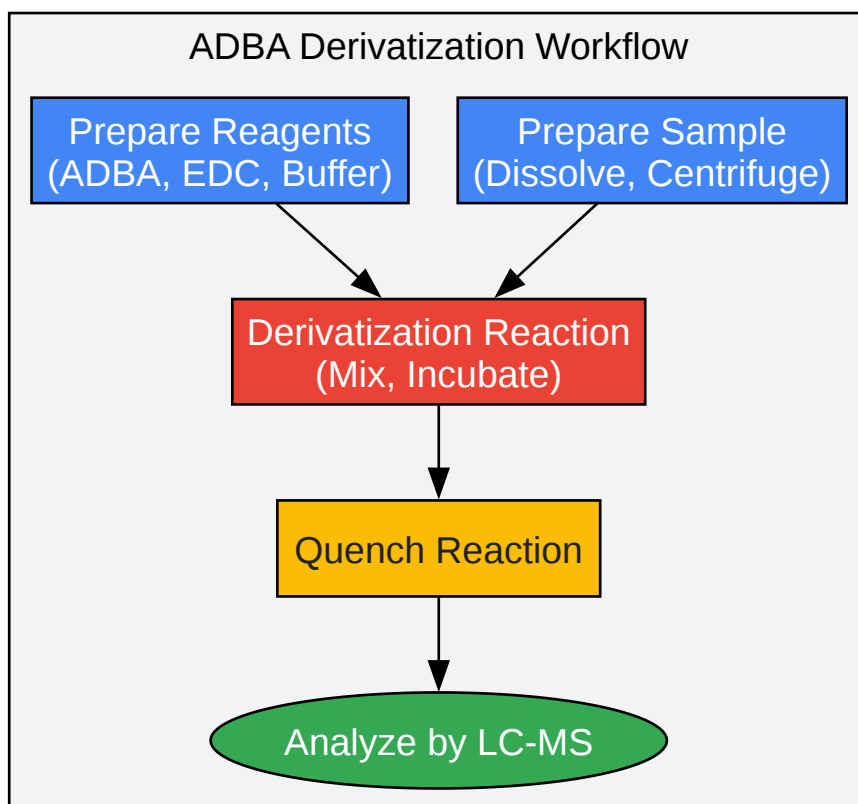 ADBA Derivatization Workflow
Prepare Reagents
(ADBA, EDC, Buffer)
Prepare Sample
(Dissolve, Centrifuge)
Derivatization Reaction
(Mix, Incubate)
Quench Reaction
Analyze by LC-MS